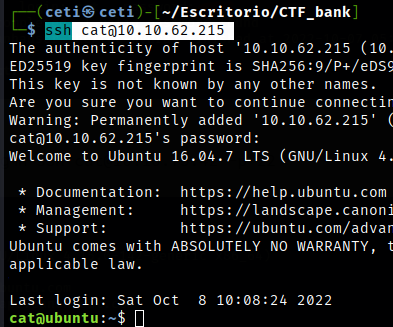 ┌──(ceti㉿ceti)-[~/Escritorio/CTF_bank]
└─$ ssh cat@10.10.62.215
The authenticity of host '10.10.62.215 (10.
ED25519 key fingerprint is SHA256:9/P+/eDS9
This key is not known by any other names.
Are you sure you want to continue connectin
Warning: Permanently added '10.10.62.215' (
cat@10.10.62.215's password:
Welcome to Ubuntu 16.04.7 LTS (GNU/Linux 4.
* Documentation: https://help.ubuntu.com
* Management: https://landscape.canoni
* Support: https://ubuntu.com/advan
Ubuntu comes with ABSOLUTELY NO WARRANTY, t
applicable law.
Last login: Sat Oct 8 10:08:24 2022
cat@ubuntu:~$